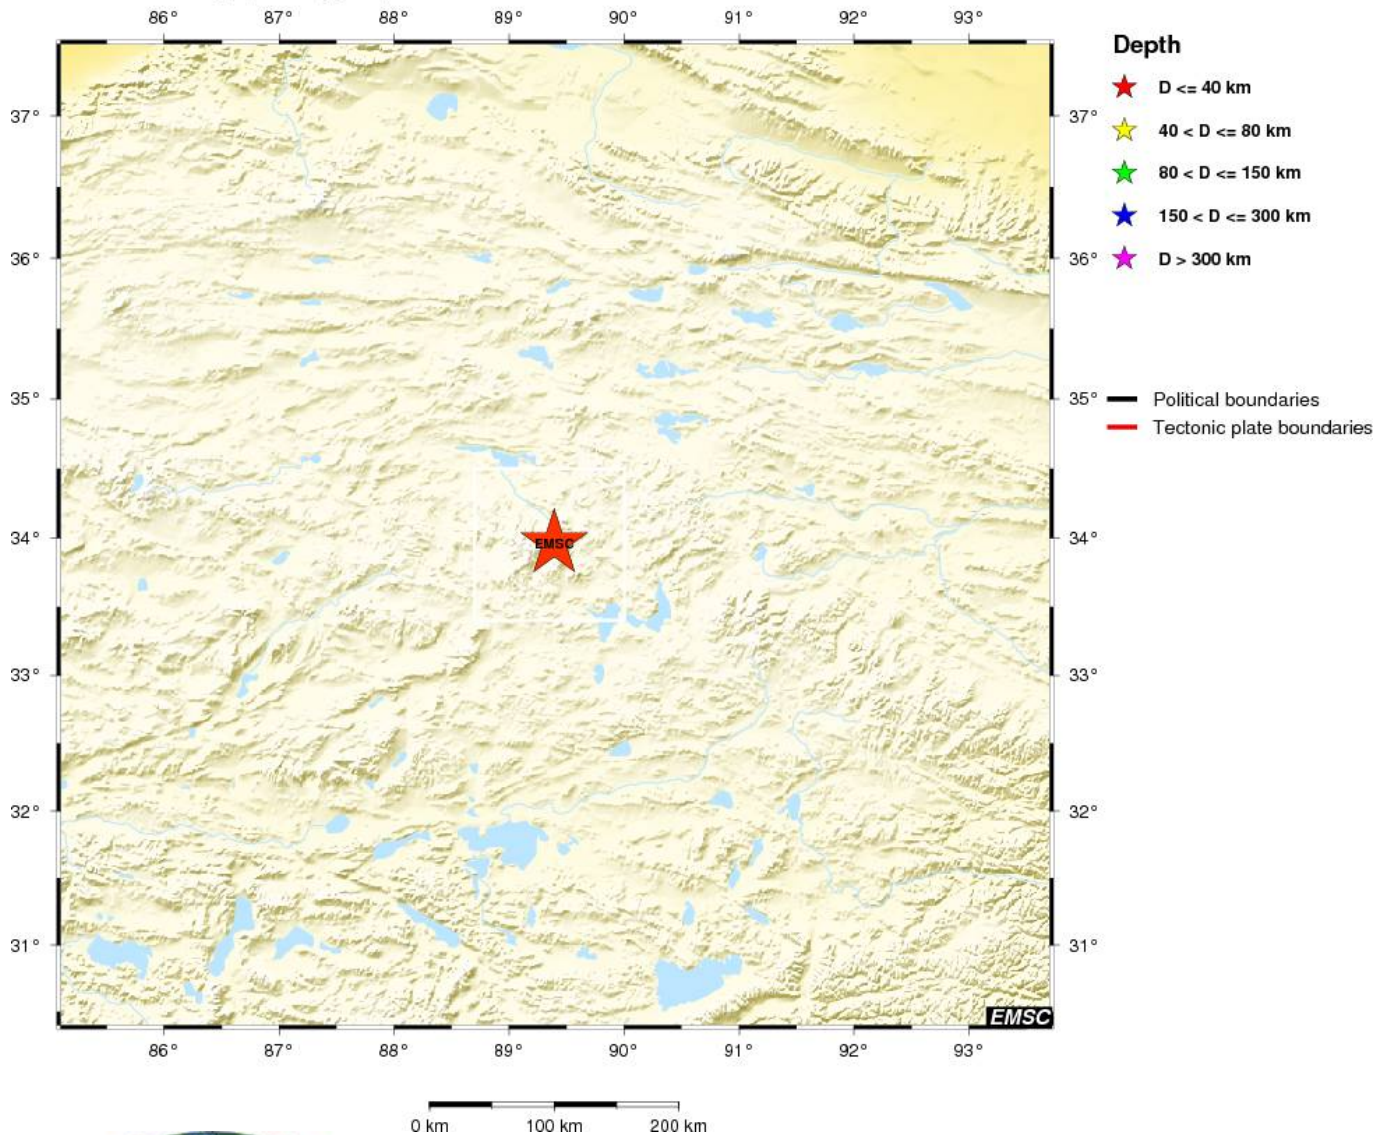 86° 87° 88° 89° 90° 91° 92° 93°
Depth
D <= 40 km
40 < D <= 80 km
80 < D <= 150 km
150 < D <= 300 km
D > 300 km
37° 37°
36° 36°
35° 35°
Political boundaries
Tectonic plate boundaries
34° 34°
EMSC
33° 33°
32° 32°
31° 31°
EMSC
86° 87° 88° 89° 90° 91° 92° 93°
0 km 100 km 200 km